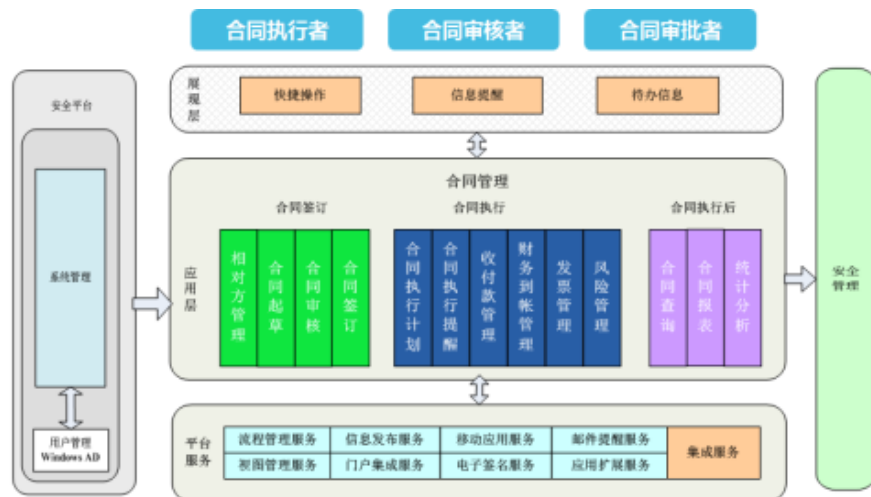 合同执行者 合同审核者 合同审批者
展现层
快捷操作 信息提醒 待办信息
安全平台
系统管理
用户管理
Windows AD
合同管理
应用层
合同签订 合同执行 合同执行后
相对方管理
合同起草
合同审核
合同签订
合同执行计划
合同执行提醒
收付款管理
财务到帐管理
发票管理
风险管理
合同查询
合同报表
统计分析
平台
服务
流程管理服务 信息发布服务 移动应用服务 邮件提醒服务
视图管理服务 门户集成服务 电子签名服务 应用扩展服务
集成服务
安全
管理